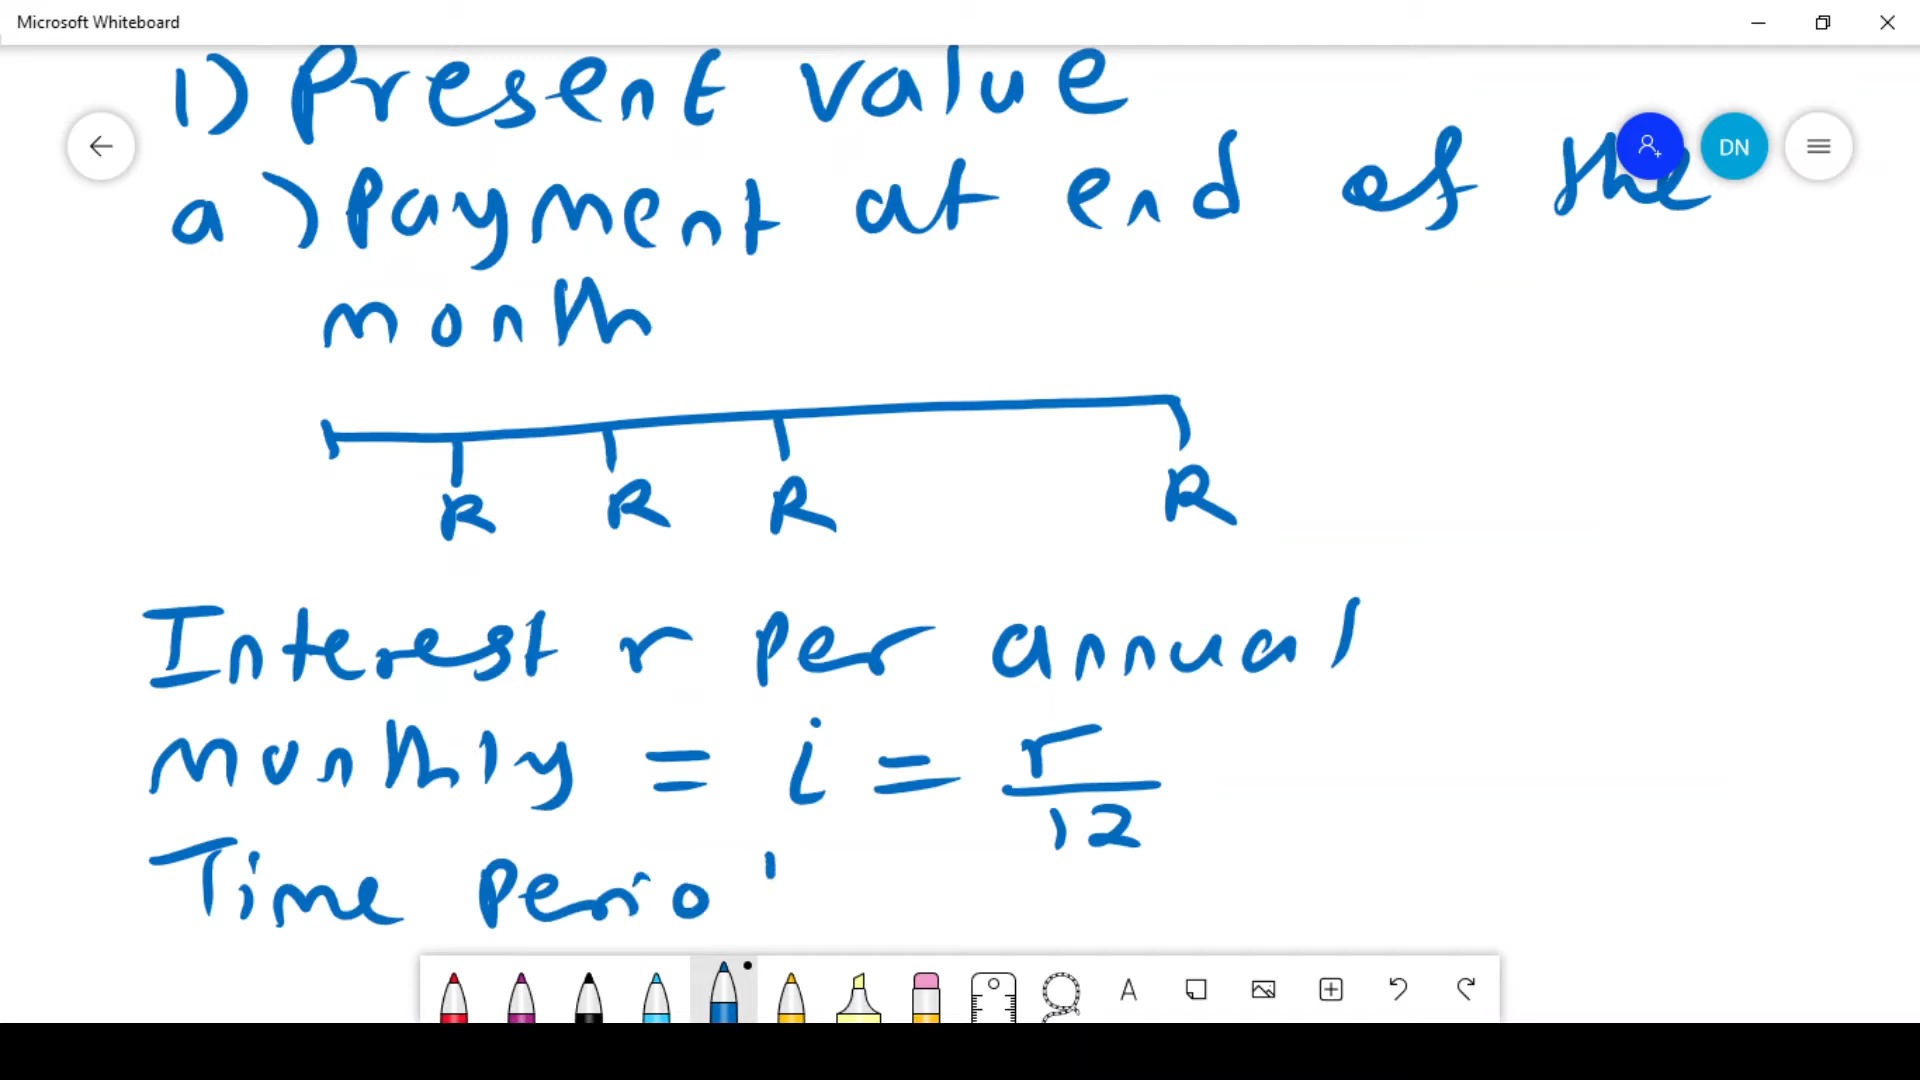 Microsoft Whiteboard
1) Present value
a) Payment at end of the
month
DN
R R R R
Interest r per annual
monthly = i = r/12
Time perio
A